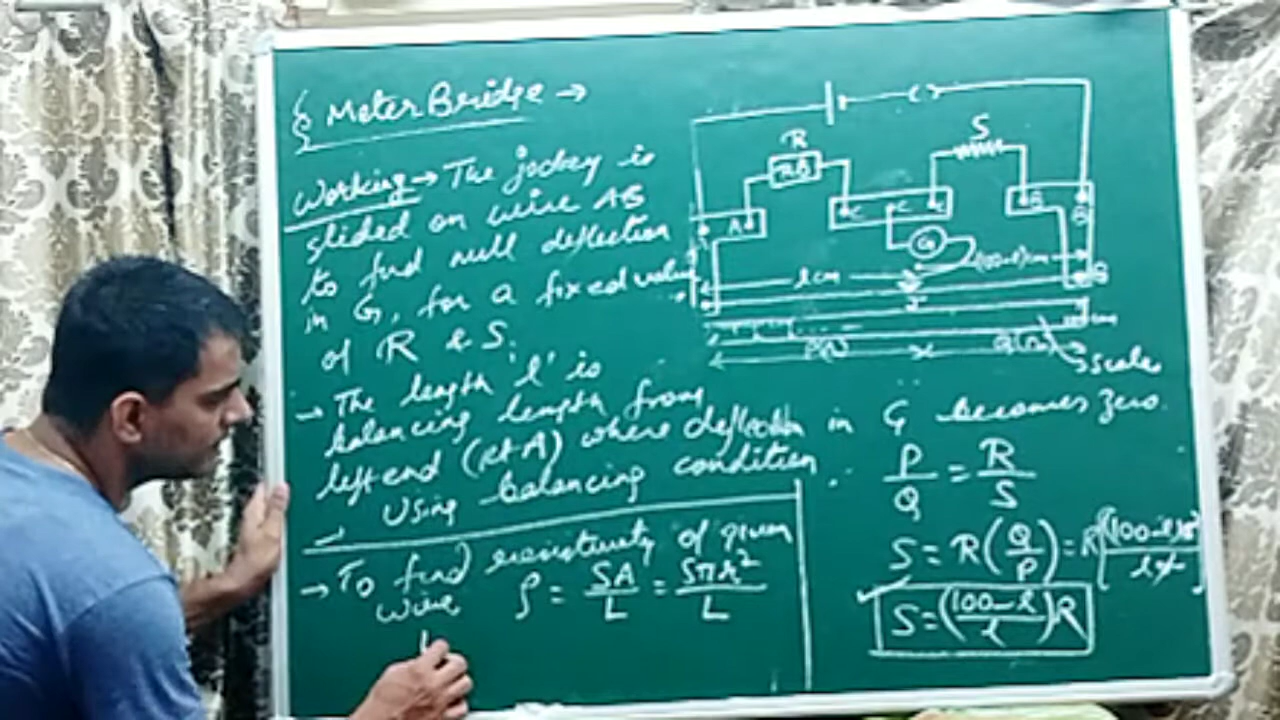 § Meter Bridge →
Working → The jockey is
slided on wire AB
to find null deflection
in G, for a fixed value
of R & S.
→ The length 'l' is
balancing length from
left end (pt A) where deflection in G becomes zero.
Using balancing condition.
→ To find resistivity of given
wire ρ = SA/L = Sπr²/L
R
RB
S
A
C
C
B
B
G
l cm
(100-l)cm
B
J
scale
P/Q = R/S
S = R(Q/P) = R
S = (100-l/l)R